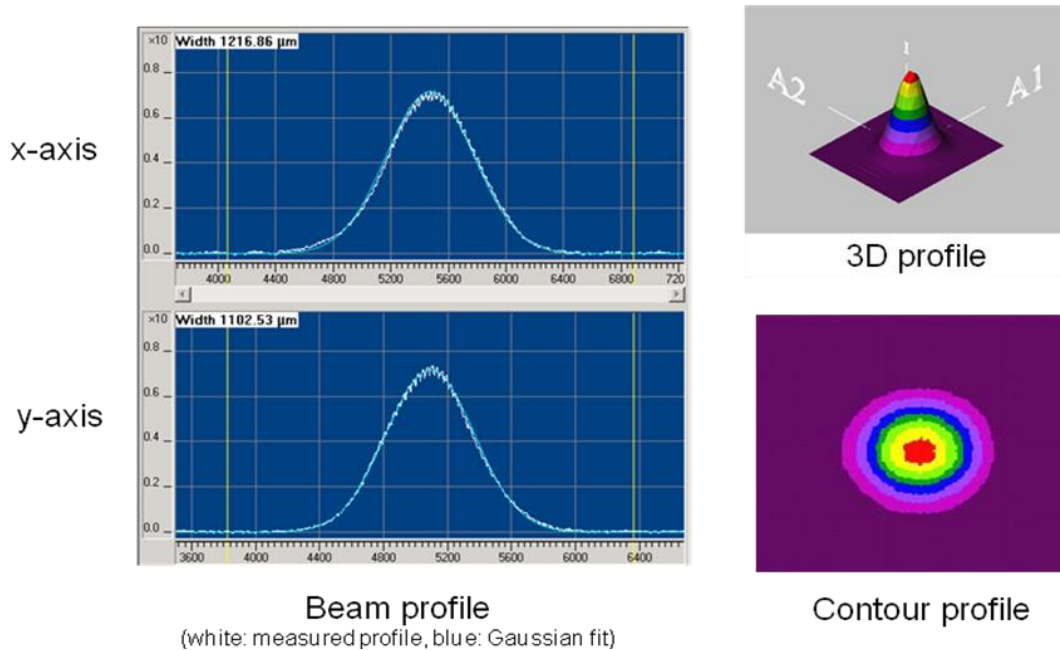 x-axis
×10
Width 1216.86 µm
0.8
0.6
0.4
0.2
0.0
4000 4400 4800 5200 5600 6000 6400 6800 720
y-axis
×10
Width 1102.53 µm
0.8
0.6
0.4
0.2
0.0
3600 4000 4400 4800 5200 5600 6000 6400
Beam profile
(white: measured profile, blue: Gaussian fit)
1
A2 A1
3D profile
Contour profile